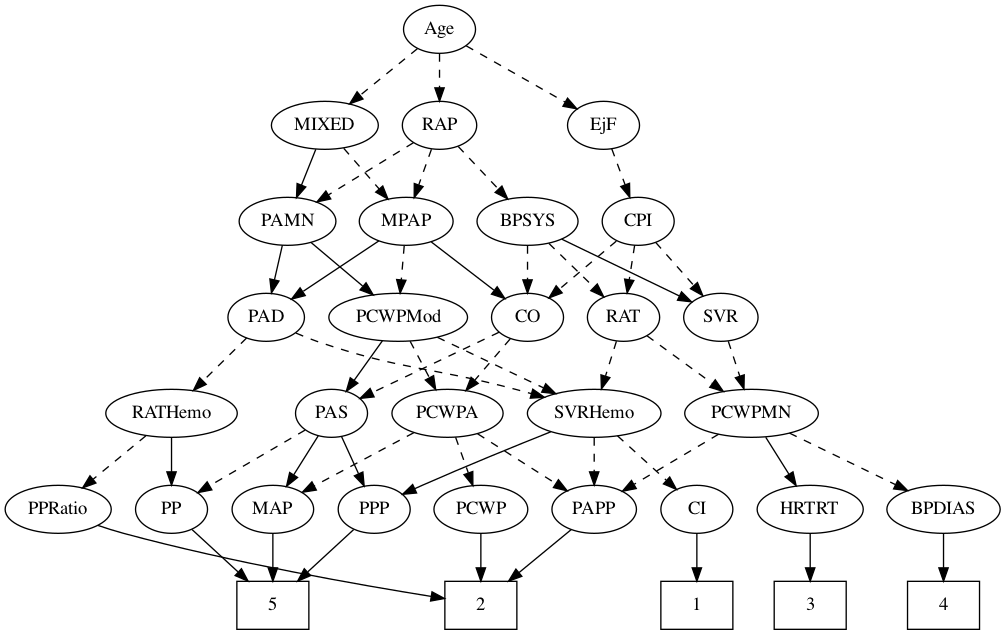 Age
MIXED RAP EjF
PAMN MPAP BPSYS CPI
PAD PCWPMod CO RAT SVR
RATHemo PAS PCWPA SVRHemo PCWPMN
PPRatio PP MAP PPP PCWP PAPP CI HRTRT BPDIAS
5 2 1 3 4